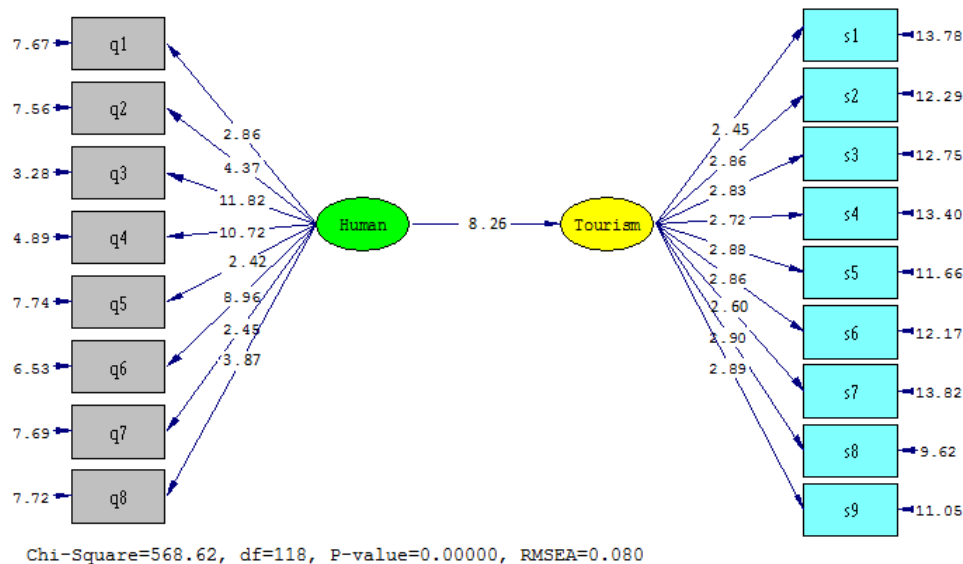 7.67 q1
7.56 q2
3.28 q3
4.89 q4
7.74 q5
6.53 q6
7.69 q7
7.72 q8
2.86
4.37
11.82
10.72
2.42
8.96
2.45
3.87
Human
8.26
Tourism
2.45
2.86
2.83
2.72
2.88
2.86
2.60
2.90
2.89
s1 13.78
s2 12.29
s3 12.75
s4 13.40
s5 11.66
s6 12.17
s7 13.82
s8 9.62
s9 11.05
Chi-Square=568.62, df=118, P-value=0.00000, RMSEA=0.080